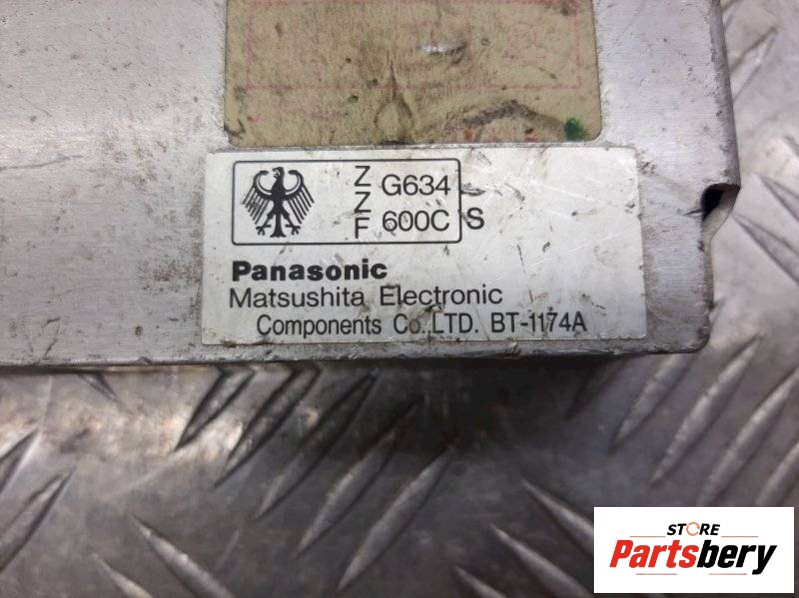 Z G634
Z
F 600C S
Panasonic
Matsushita Electronic
Components Co.,LTD. BT-1174A
STORE
Partsbery